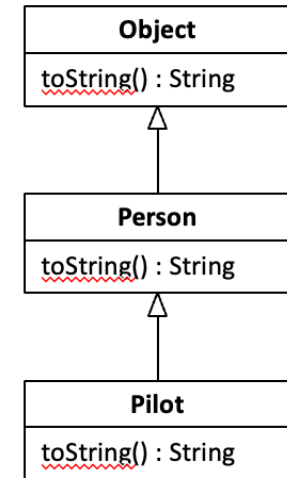 Object
toString() : String
Person
toString() : String
Pilot
toString() : String